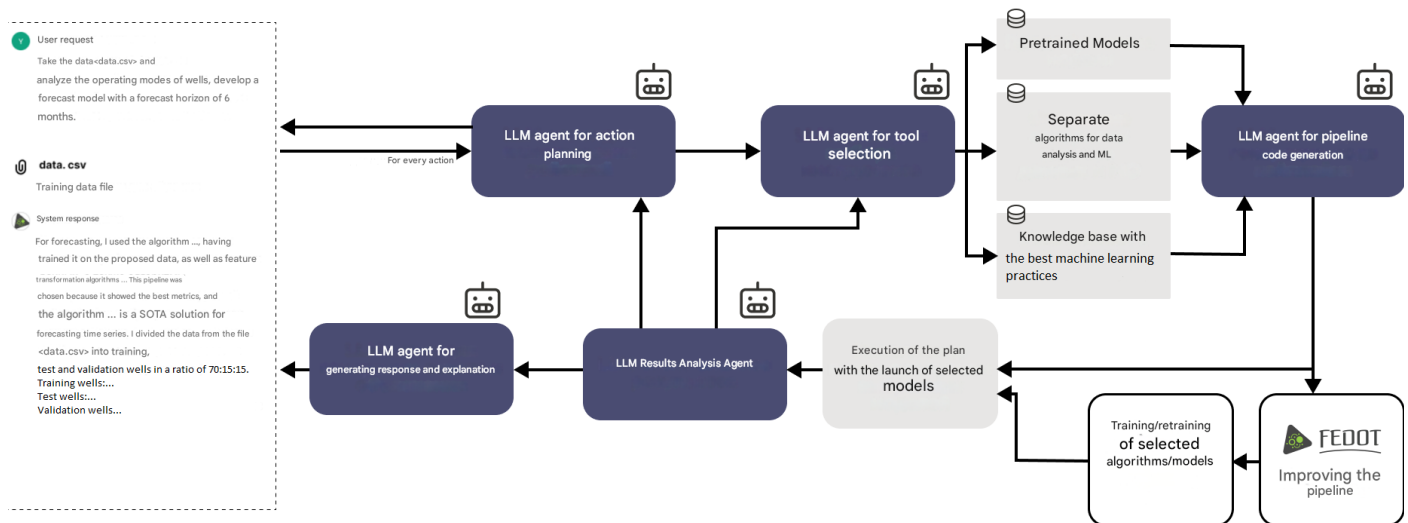 Y
User request
Take the data<data.csv> and
analyze the operating modes of wells, develop a
forecast model with a forecast horizon of 6
months.
data. csv
Training data file
System response
For forecasting, I used the algorithm ..., having
trained it on the proposed data, as well as feature
transformation algorithms ... This pipeline was
chosen because it showed the best metrics, and
the algorithm ... is a SOTA solution for
forecasting time series. I divided the data from the file
<data.csv> into training,
test and validation wells in a ratio of 70:15:15.
Training wells:...
Test wells:...
Validation wells...
For every action
LLM agent for action
planning
LLM agent for tool
selection
Pretrained Models
Separate
algorithms for data
analysis and ML
Knowledge base with
the best machine learning
practices
LLM agent for pipeline
code generation
LLM agent for
generating response and explanation
LLM Results Analysis Agent
Execution of the plan
with the launch of selected
models
Training/retraining
of selected
algorithms/models
FEDOT
Improving the
pipeline